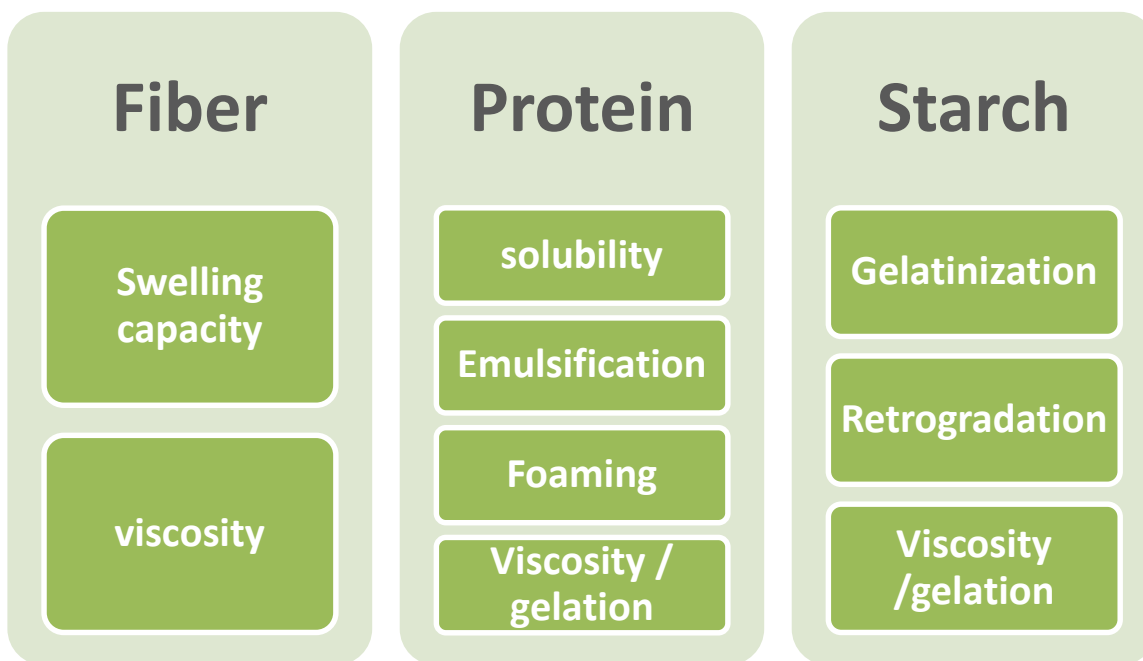 Fiber
Swelling
capacity
viscosity
Protein
solubility
Emulsification
Foaming
Viscosity /
gelation
Starch
Gelatinization
Retrogradation
Viscosity
/gelation